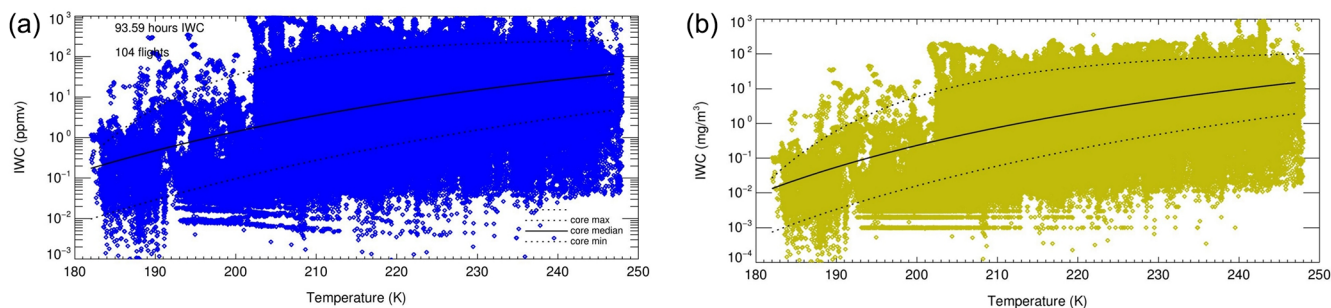 (a)
93.59 hours IWC
104 flights
IWC (ppmv)
10³
10²
10¹
10⁰
10⁻¹
10⁻²
10⁻³
core max
core median
core min
180 190 200 210 220 230 240 250
Temperature (K)
(b)
IWC (mg/m³)
10³
10²
10¹
10⁰
10⁻¹
10⁻²
10⁻³
10⁻⁴
180 190 200 210 220 230 240 250
Temperature (K)